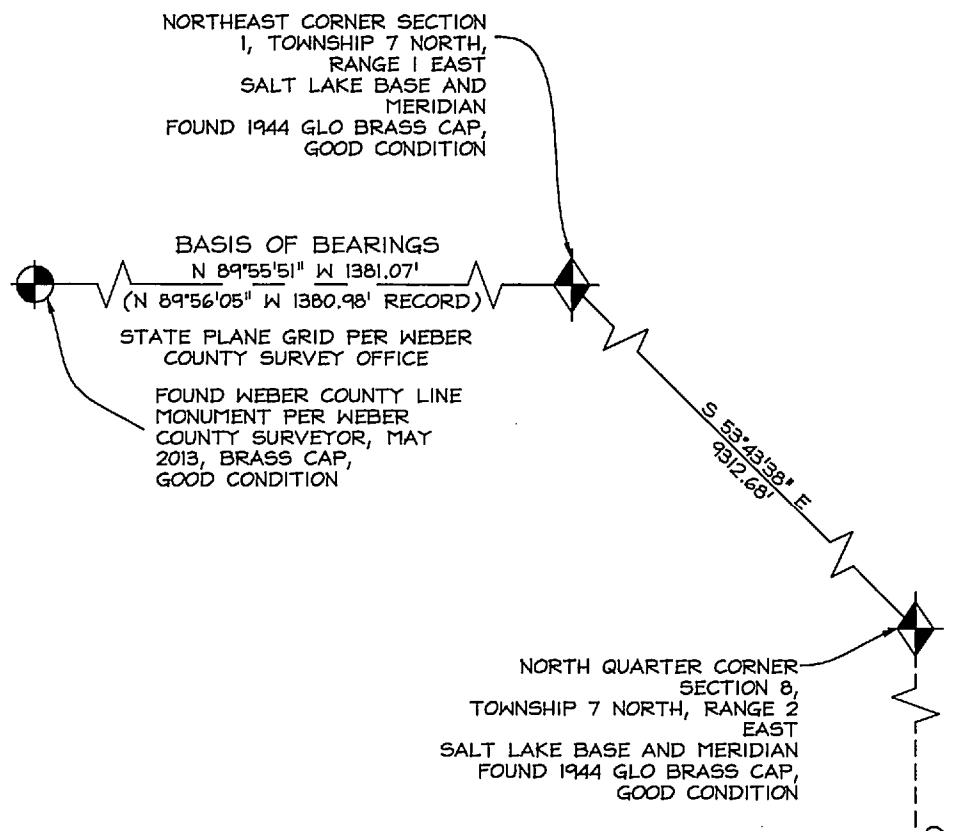 NORTHEAST CORNER SECTION
1, TOWNSHIP 7 NORTH,
RANGE 1 EAST
SALT LAKE BASE AND
MERIDIAN
FOUND 1944 GLO BRASS CAP,
GOOD CONDITION
BASIS OF BEARINGS
N 89°55'51" W 1381.07'
(N 89°56'05" W 1380.98' RECORD)
STATE PLANE GRID PER WEBER
COUNTY SURVEY OFFICE
FOUND WEBER COUNTY LINE
MONUMENT PER WEBER
COUNTY SURVEYOR, MAY
2013, BRASS CAP,
GOOD CONDITION
S 53°43'38" E
9312.68'
NORTH QUARTER CORNER
SECTION 8,
TOWNSHIP 7 NORTH, RANGE 2
EAST
SALT LAKE BASE AND MERIDIAN
FOUND 1944 GLO BRASS CAP,
GOOD CONDITION